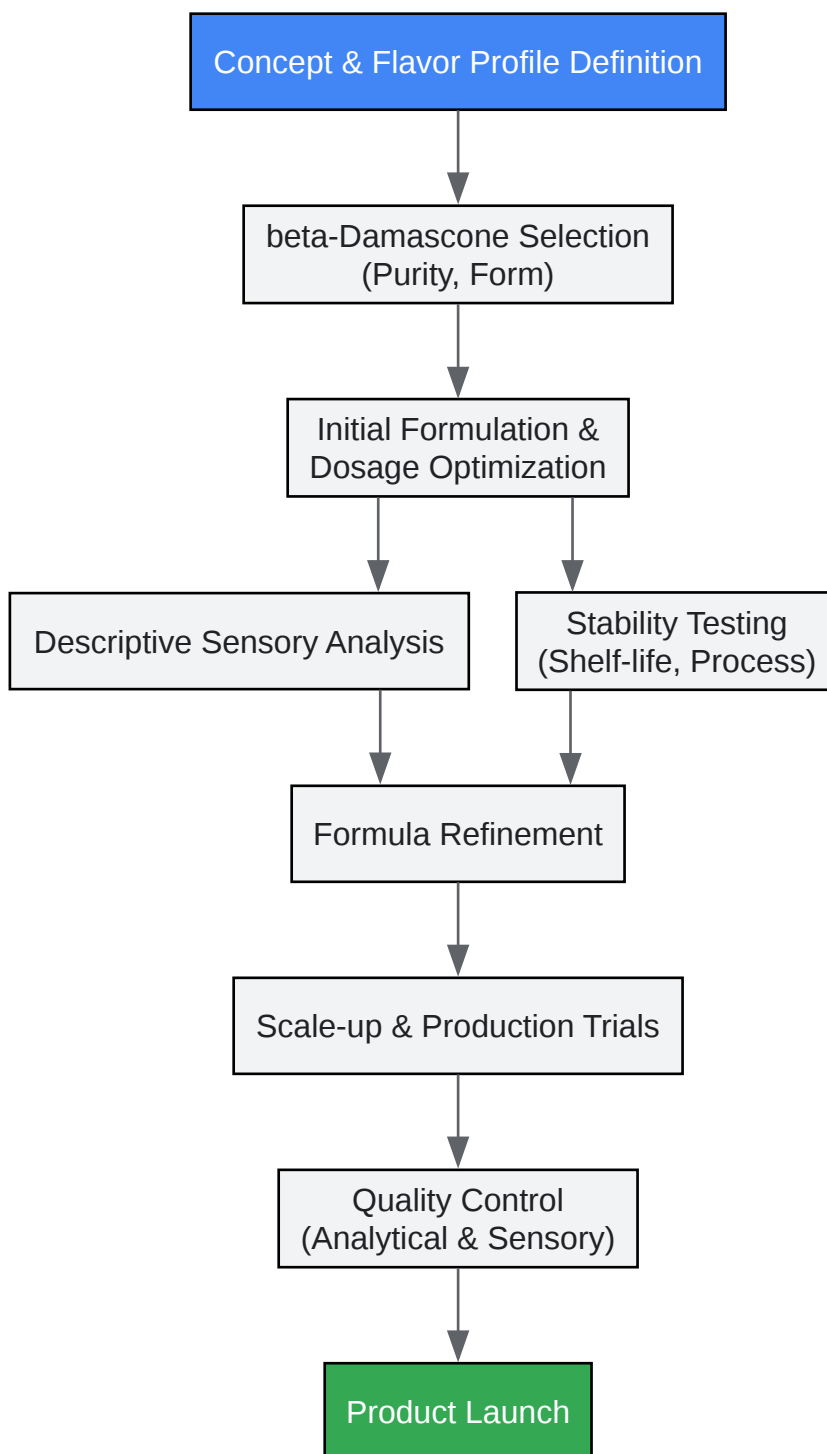 Concept & Flavor Profile Definition
beta-Damascone Selection
(Purity, Form)
Initial Formulation &
Dosage Optimization
Descriptive Sensory Analysis
Stability Testing
(Shelf-life, Process)
Formula Refinement
Scale-up & Production Trials
Quality Control
(Analytical & Sensory)
Product Launch